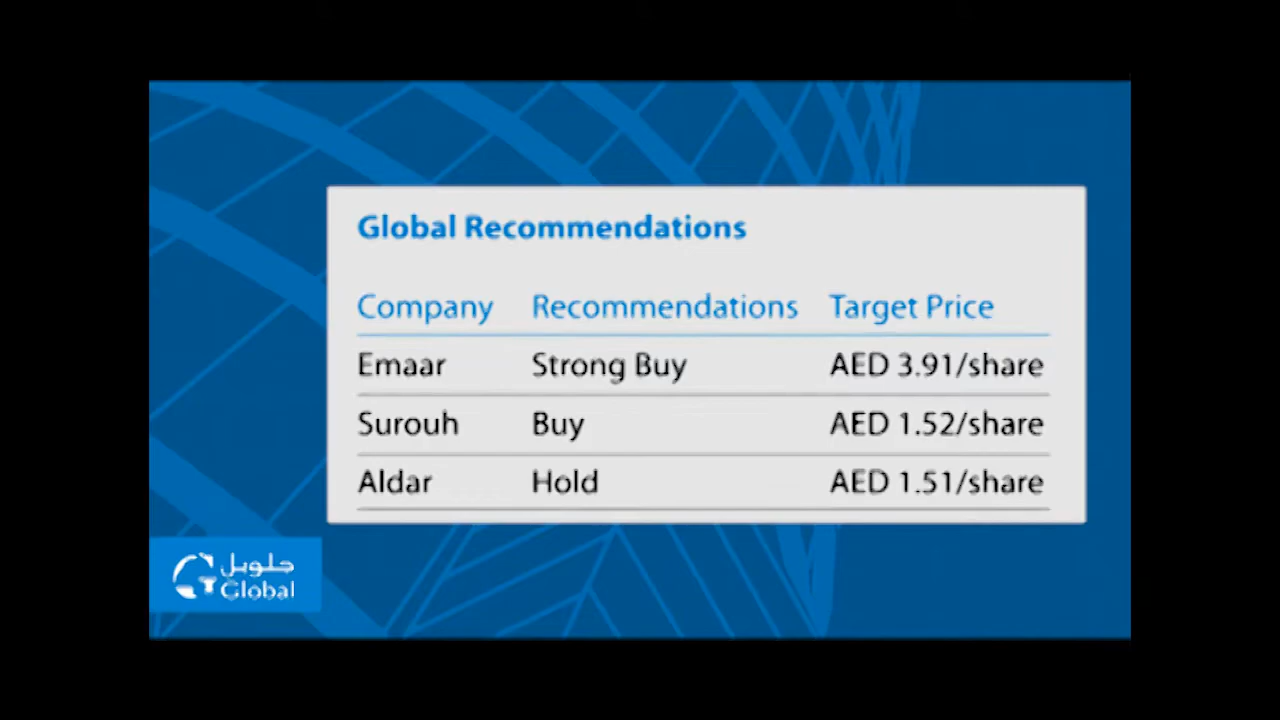 Global Recommendations
Company Recommendations Target Price
Emaar Strong Buy AED 3.91/share
Surouh Buy AED 1.52/share
Aldar Hold AED 1.51/share
جلوبل
Global